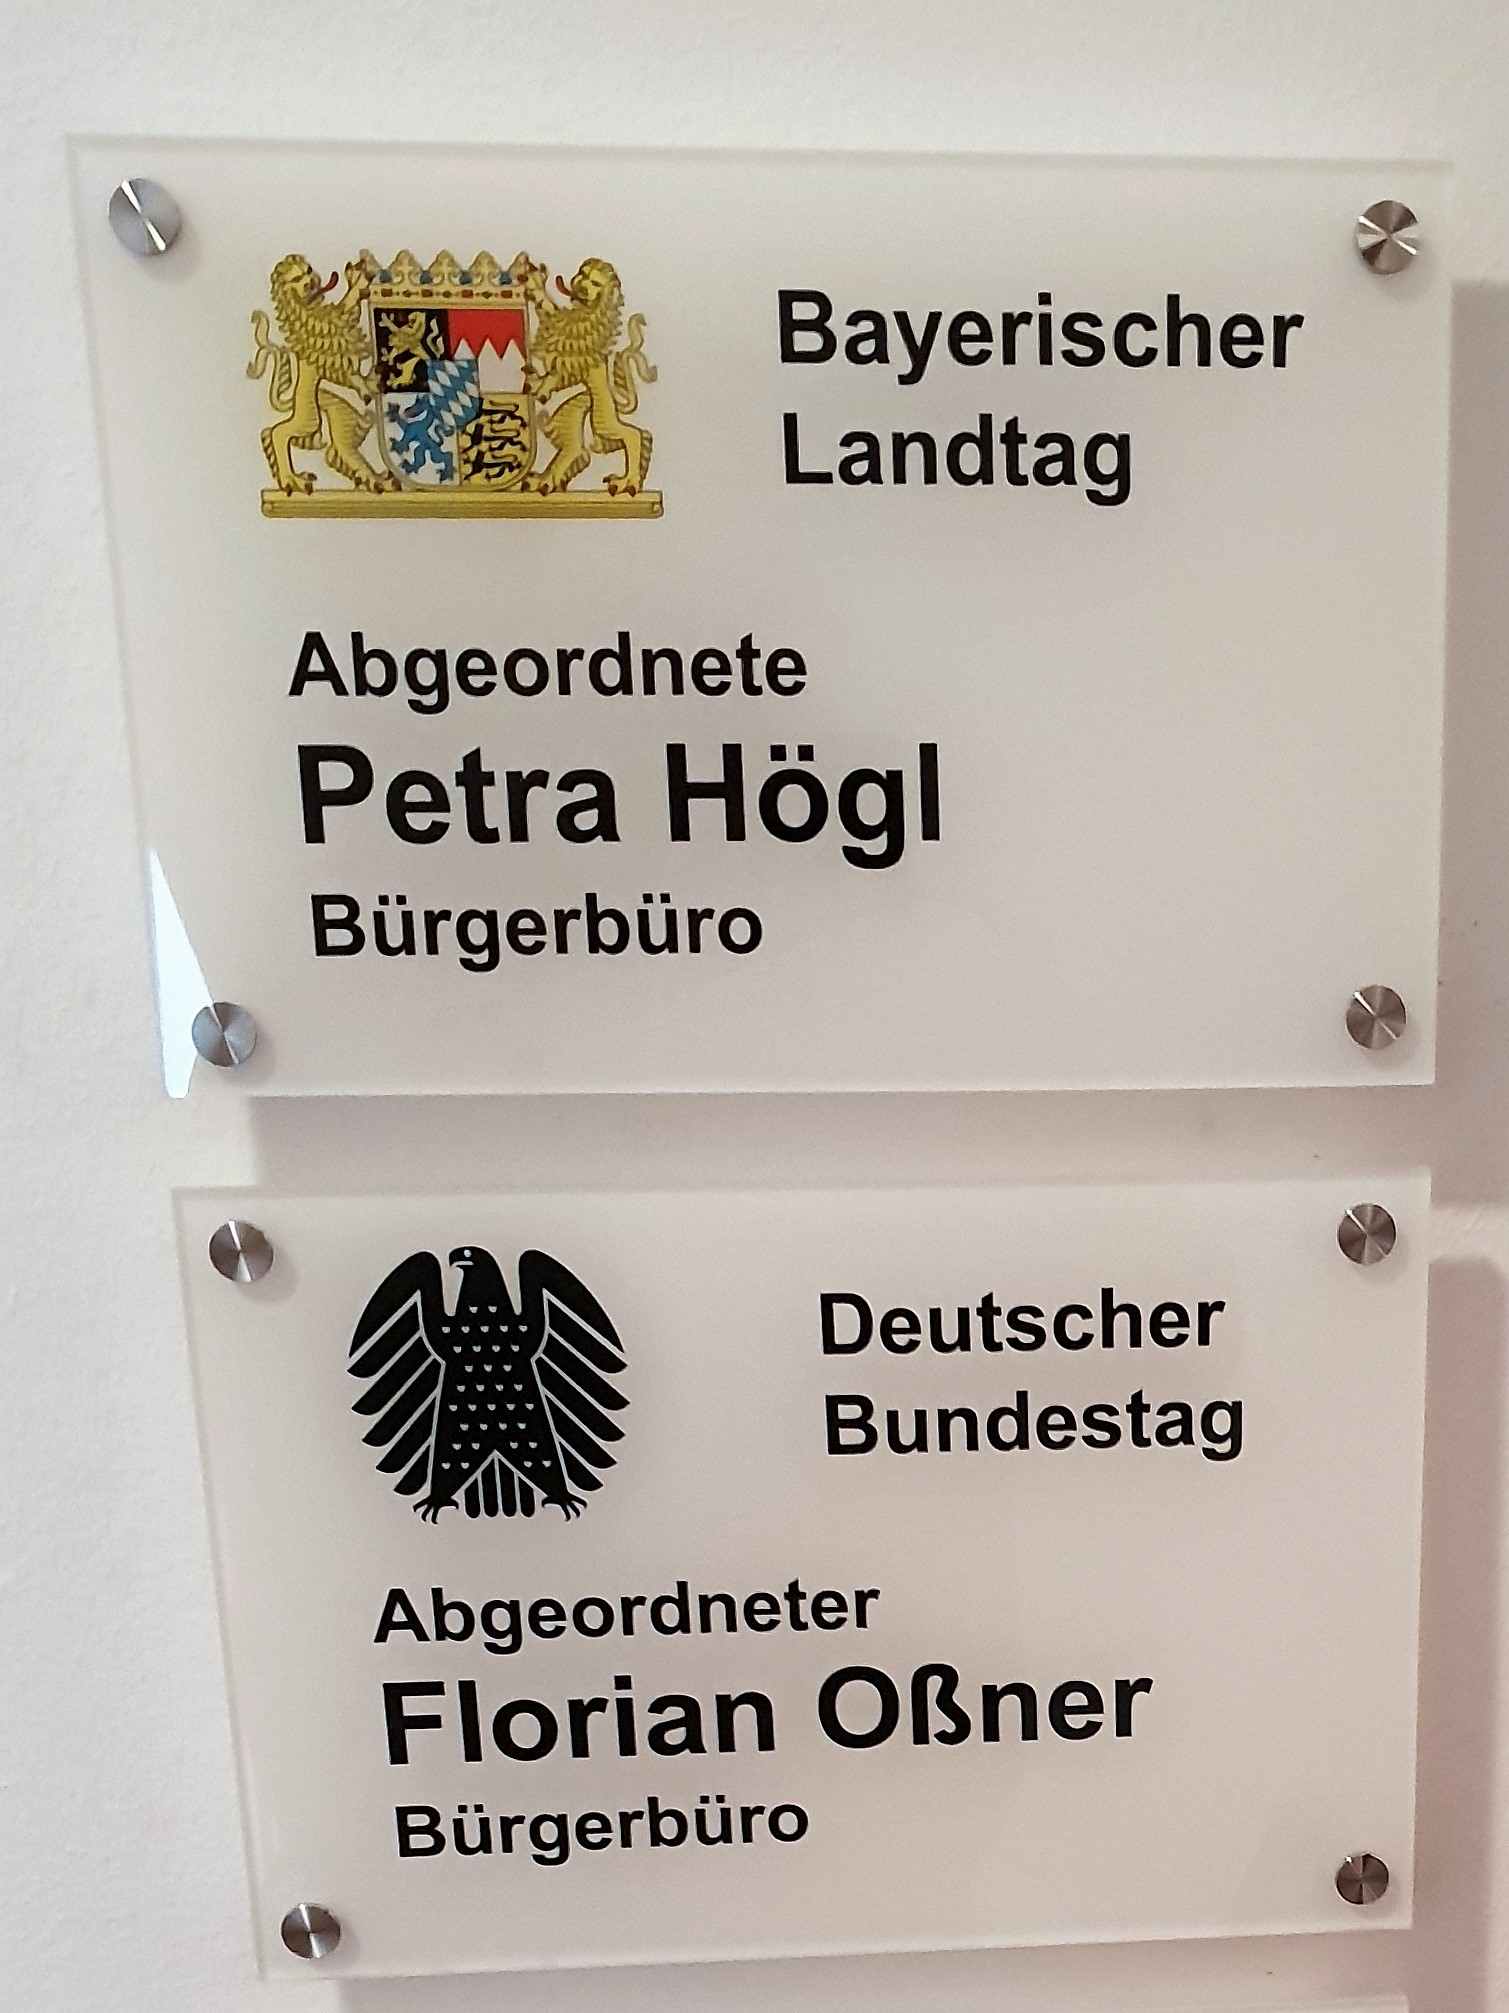 Bayerischer
Landtag
Abgeordnete
Petra Högl
Bürgerbüro
Deutscher
Bundestag
Abgeordneter
Florian Oßner
Bürgerbüro